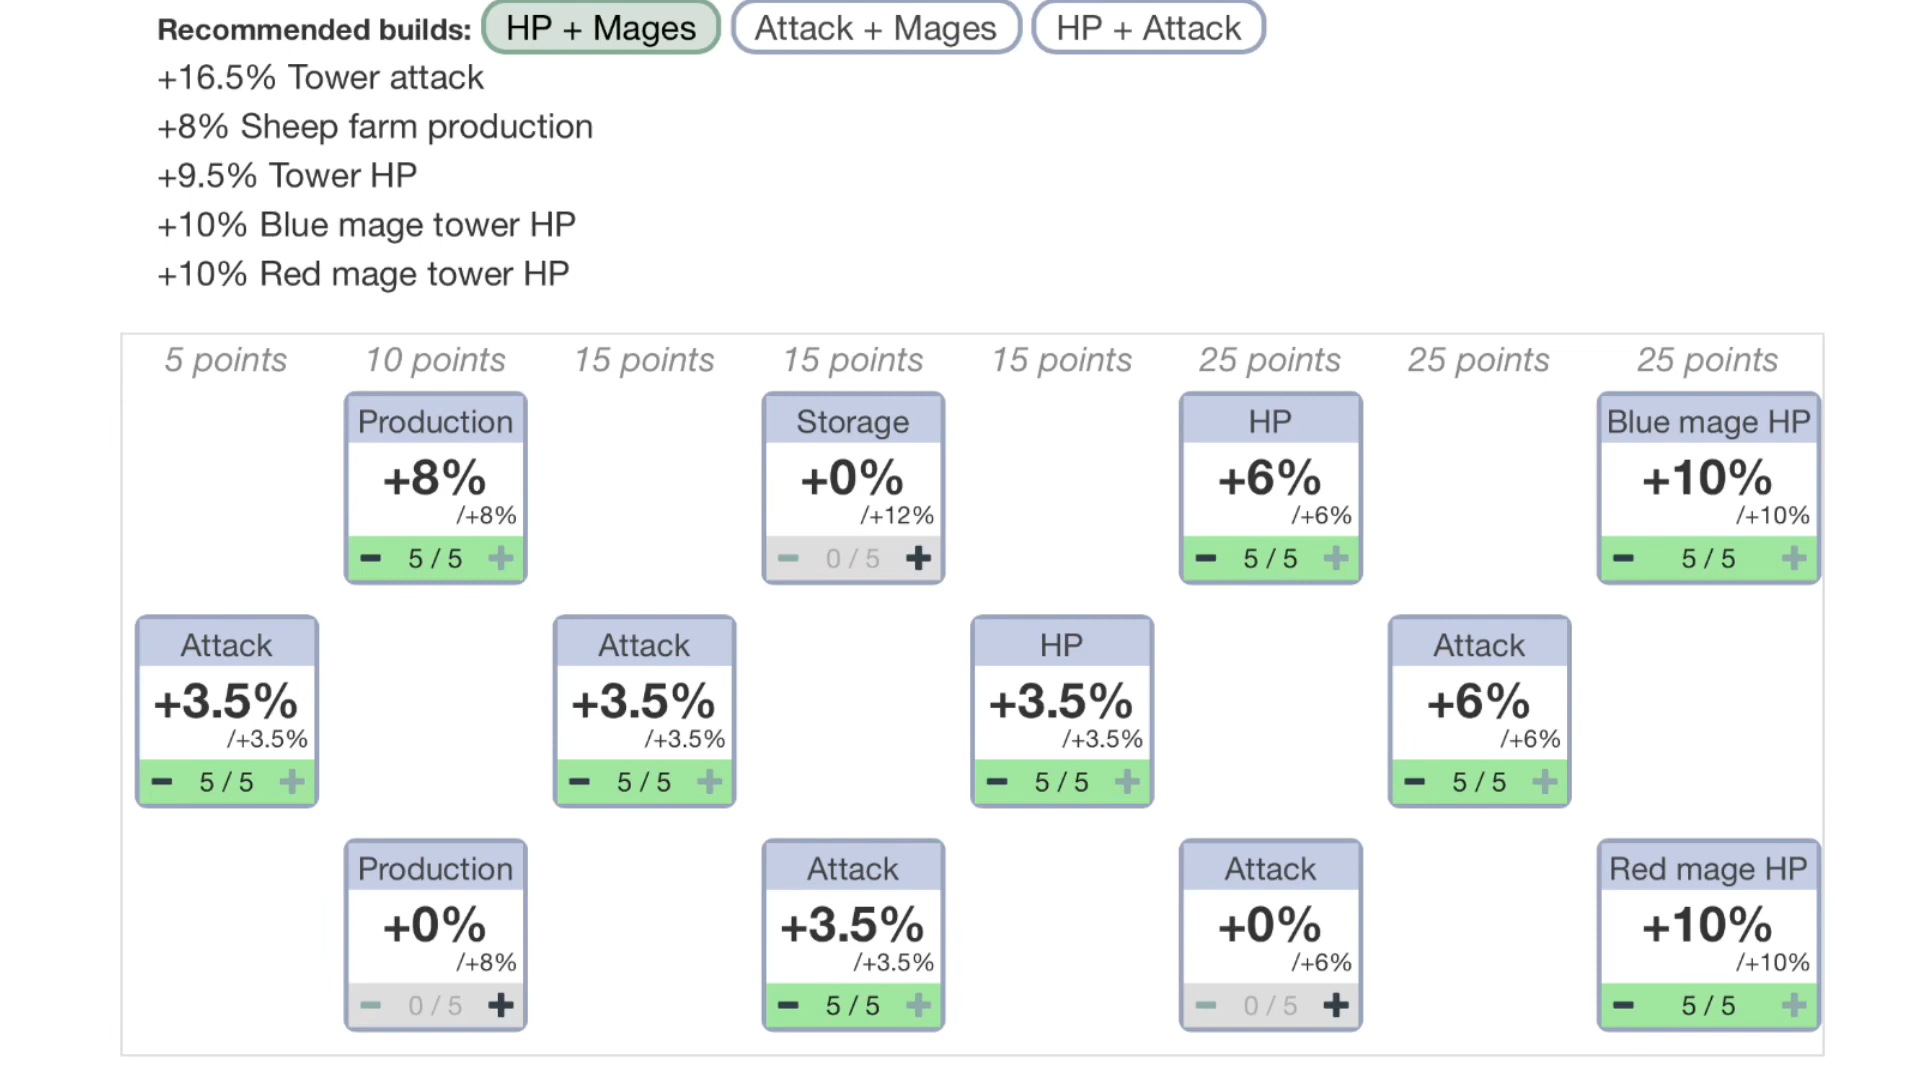 Recommended builds: HP + Mages Attack + Mages HP + Attack
+16.5% Tower attack
+8% Sheep farm production
+9.5% Tower HP
+10% Blue mage tower HP
+10% Red mage tower HP
5 points 10 points 15 points 15 points 15 points 25 points 25 points 25 points
Production Storage HP Blue mage HP
+8% +0% +6% +10%
/+8% /+12% /+6% /+10%
− 5 / 5 + − 0 / 5 + − 5 / 5 + − 5 / 5 +
Attack Attack HP Attack
+3.5% +3.5% +3.5% +6%
/+3.5% /+3.5% /+3.5% /+6%
− 5 / 5 + − 5 / 5 + − 5 / 5 + − 5 / 5 +
Production Attack Attack Red mage HP
+0% +3.5% +0% +10%
/+8% /+3.5% /+6% /+10%
− 0 / 5 + − 5 / 5 + − 0 / 5 + − 5 / 5 +